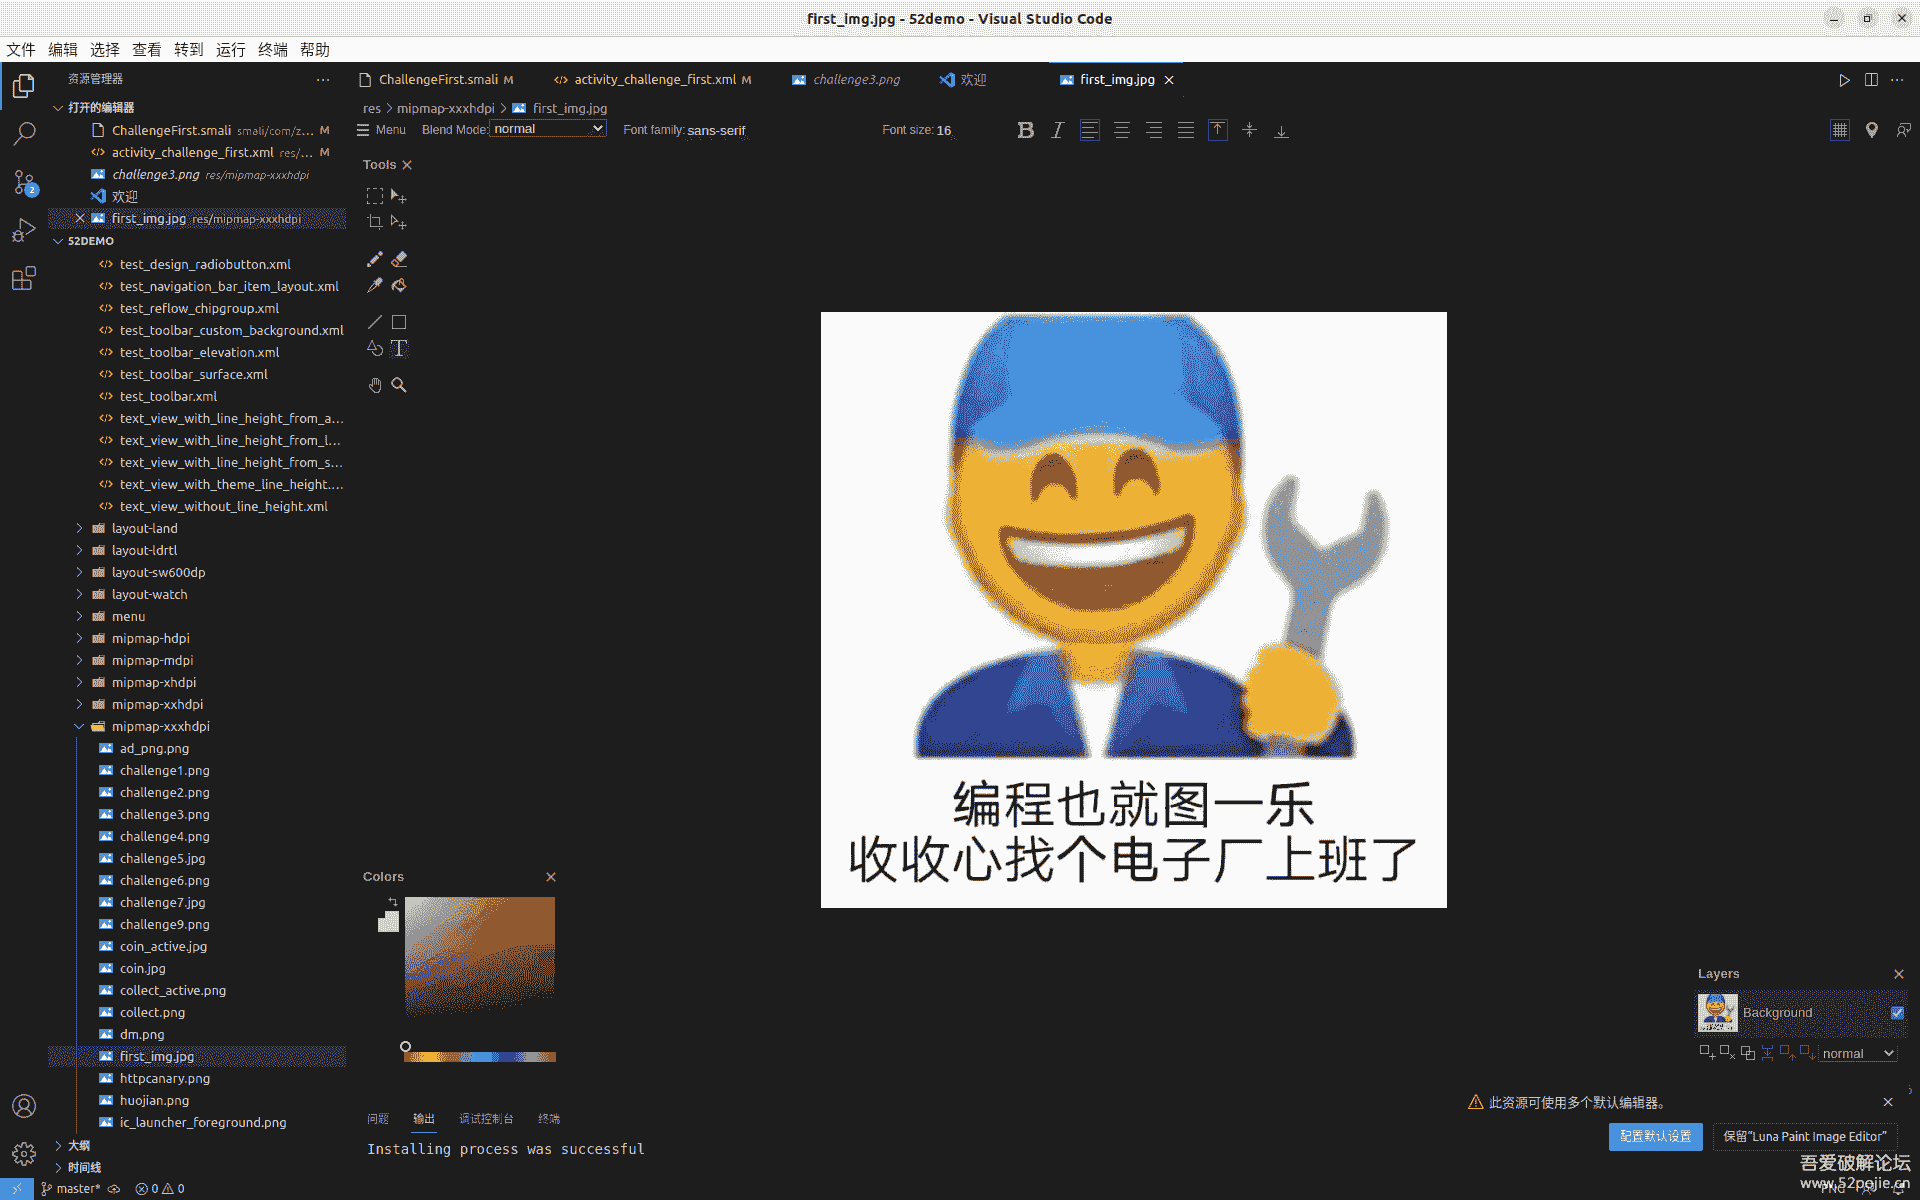 first_img.jpg - 52demo - Visual Studio Code
文件 编辑 选择 查看 转到 运行 终端 帮助
资源管理器
打开的编辑器
ChallengeFirst.smali smali/com/z... M
activity_challenge_first.xml res/... M
challenge3.png res/mipmap-xxxhdpi
欢迎
first_img.jpg res/mipmap-xxxhdpi
52DEMO
test_design_radiobutton.xml
test_navigation_bar_item_layout.xml
test_reflow_chipgroup.xml
test_toolbar_custom_background.xml
test_toolbar_elevation.xml
test_toolbar_surface.xml
test_toolbar.xml
text_view_with_line_height_from_a...
text_view_with_line_height_from_l...
text_view_with_line_height_from_s...
text_view_with_theme_line_height....
text_view_without_line_height.xml
layout-land
layout-ldrtl
layout-sw600dp
layout-watch
menu
mipmap-hdpi
mipmap-mdpi
mipmap-xhdpi
mipmap-xxhdpi
mipmap-xxxhdpi
ad_png.png
challenge1.png
challenge2.png
challenge3.png
challenge4.png
challenge5.jpg
challenge6.png
challenge7.jpg
challenge9.png
coin_active.jpg
coin.jpg
collect_active.png
collect.png
dm.png
first_img.jpg
httpcanary.png
huojian.png
ic_launcher_foreground.png
大纲
时间线
master* 0 0
ChallengeFirst.smali M activity_challenge_first.xml M challenge3.png 欢迎 first_img.jpg
res > mipmap-xxxhdpi > first_img.jpg
Menu Blend Mode: normal Font family: sans-serif Font size: 16
Tools
编程也就图一乐
收收心找个电子厂上班了
Colors
Layers
Background
normal
问题 输出 调试控制台 终端
Installing process was successful
此资源可使用多个默认编辑器。
配置默认设置 保留“Luna Paint Image Editor”
吾爱破解论坛
www.52pojie.cn
PNG